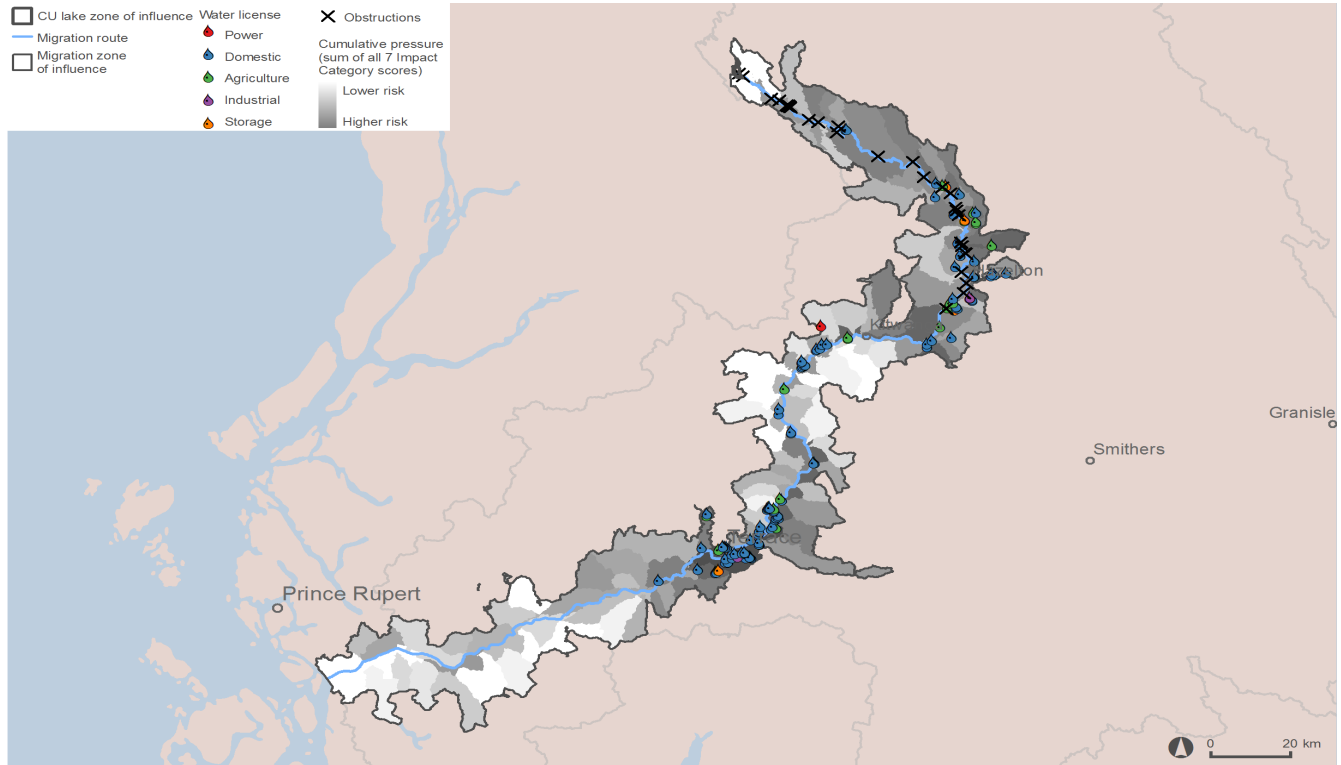 CU lake zone of influence
Migration route
Migration zone
of influence
Water license
Power
Domestic
Agriculture
Industrial
Storage
Obstructions
Cumulative pressure
(sum of all 7 Impact
Category scores)
Lower risk
Higher risk
Granisle
Smithers
Terrace
Prince Rupert
0 20 km